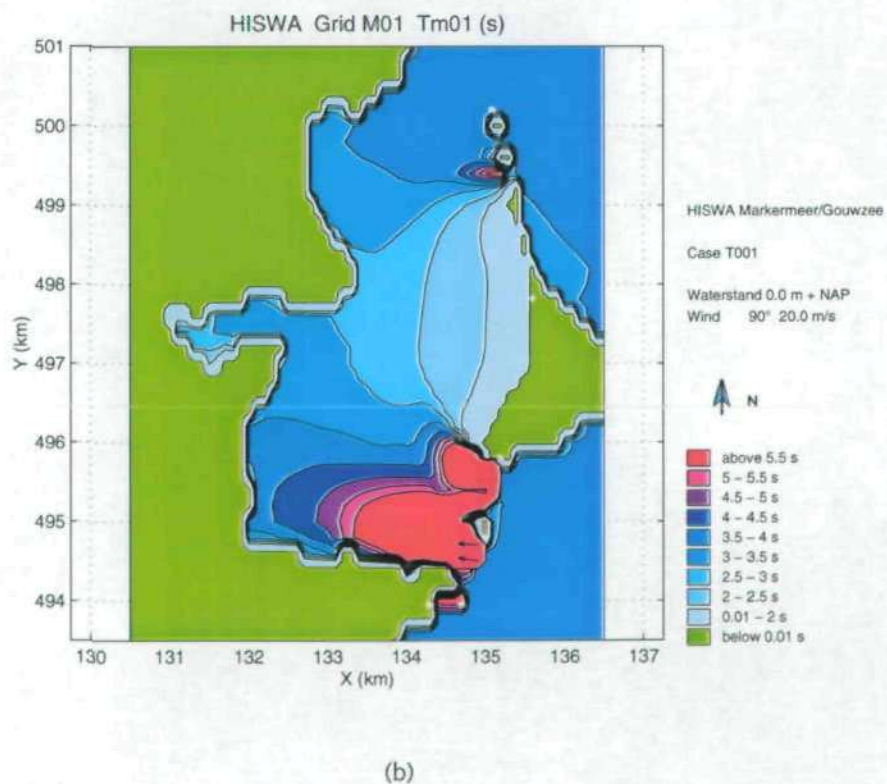 HISWA Grid M01 Tm01 (s)
501
500
499
498
497
496
495
494
Y (km)
130 131 132 133 134 135 136 137
X (km)
HISWA Markermeer/Gouwzee
Case T001
Waterstand 0.0 m + NAP
Wind 90° 20.0 m/s
N
above 5.5 s
5 – 5.5 s
4.5 – 5 s
4 – 4.5 s
3.5 – 4 s
3 – 3.5 s
2.5 – 3 s
2 – 2.5 s
0.01 – 2 s
below 0.01 s
(b)